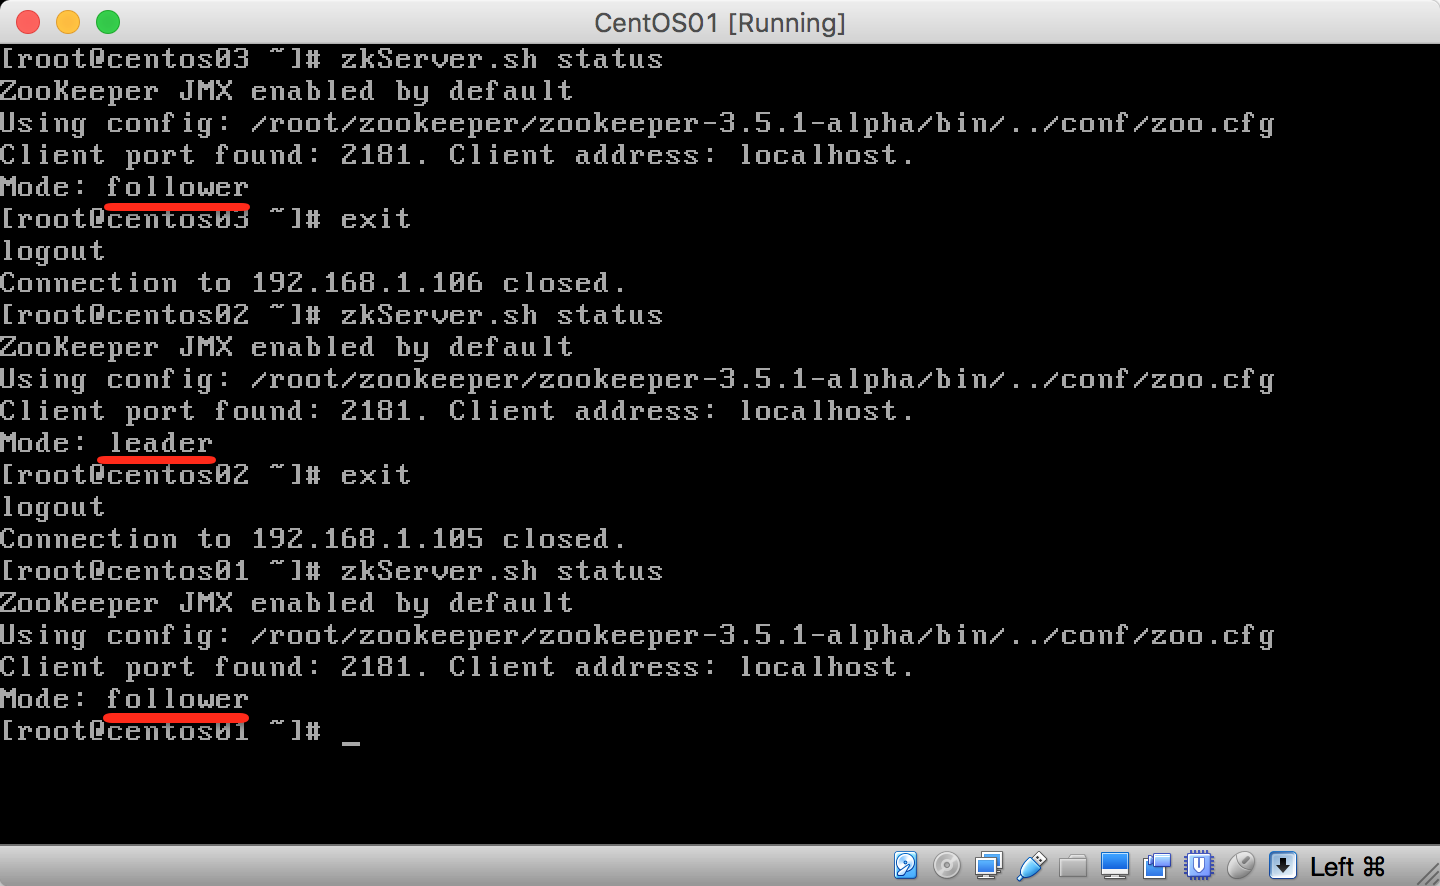 CentOS01 [Running]
[root@centos03 ~]# zkServer.sh status
ZooKeeper JMX enabled by default
Using config: /root/zookeeper/zookeeper-3.5.1-alpha/bin/../conf/zoo.cfg
Client port found: 2181. Client address: localhost.
Mode: follower
[root@centos03 ~]# exit
logout
Connection to 192.168.1.106 closed.
[root@centos02 ~]# zkServer.sh status
ZooKeeper JMX enabled by default
Using config: /root/zookeeper/zookeeper-3.5.1-alpha/bin/../conf/zoo.cfg
Client port found: 2181. Client address: localhost.
Mode: leader
[root@centos02 ~]# exit
logout
Connection to 192.168.1.105 closed.
[root@centos01 ~]# zkServer.sh status
ZooKeeper JMX enabled by default
Using config: /root/zookeeper/zookeeper-3.5.1-alpha/bin/../conf/zoo.cfg
Client port found: 2181. Client address: localhost.
Mode: follower
[root@centos01 ~]# _
Left ⌘